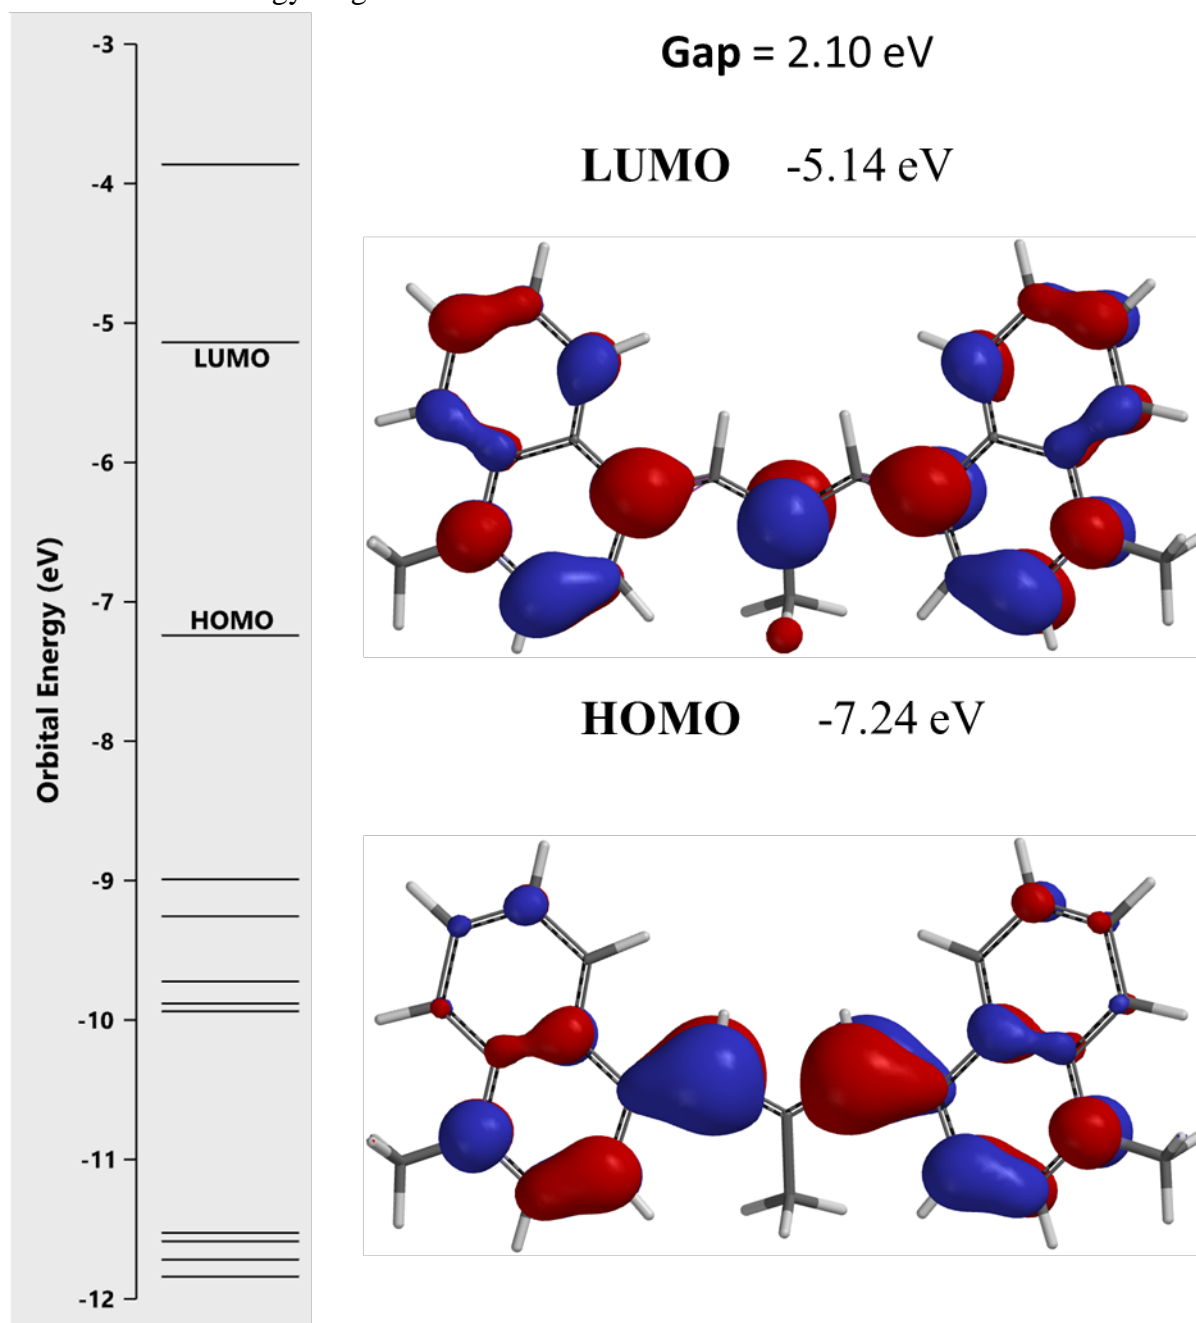 Gap = 2.10 eV
LUMO -5.14 eV
HOMO -7.24 eV
Orbital Energy (eV)
-3
-4
-5
LUMO
-6
-7
HOMO
-8
-9
-10
-11
-12